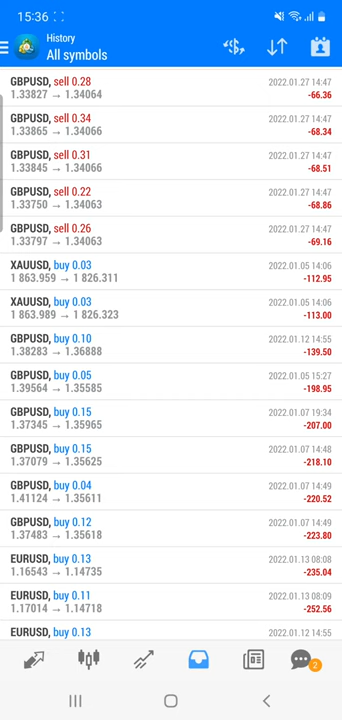 15:36
History
All symbols
GBPUSD, sell 0.28 2022.01.27 14:47
1.33827 → 1.34064 -66.36
GBPUSD, sell 0.34 2022.01.27 14:47
1.33865 → 1.34066 -68.34
GBPUSD, sell 0.31 2022.01.27 14:47
1.33845 → 1.34066 -68.51
GBPUSD, sell 0.22 2022.01.27 14:47
1.33750 → 1.34063 -68.86
GBPUSD, sell 0.26 2022.01.27 14:47
1.33797 → 1.34063 -69.16
XAUUSD, buy 0.03 2022.01.05 14:06
1 863.959 → 1 826.311 -112.95
XAUUSD, buy 0.03 2022.01.05 14:06
1 863.989 → 1 826.323 -113.00
GBPUSD, buy 0.10 2022.01.12 14:55
1.38283 → 1.36888 -139.50
GBPUSD, buy 0.05 2022.01.05 15:27
1.39564 → 1.35585 -198.95
GBPUSD, buy 0.15 2022.01.07 19:34
1.37345 → 1.35965 -207.00
GBPUSD, buy 0.15 2022.01.07 14:48
1.37079 → 1.35625 -218.10
GBPUSD, buy 0.04 2022.01.07 14:49
1.41124 → 1.35611 -220.52
GBPUSD, buy 0.12 2022.01.07 14:49
1.37483 → 1.35618 -223.80
EURUSD, buy 0.13 2022.01.13 08:08
1.16543 → 1.14735 -235.04
EURUSD, buy 0.11 2022.01.13 08:09
1.17014 → 1.14718 -252.56
EURUSD, buy 0.13 2022.01.12 14:55
2